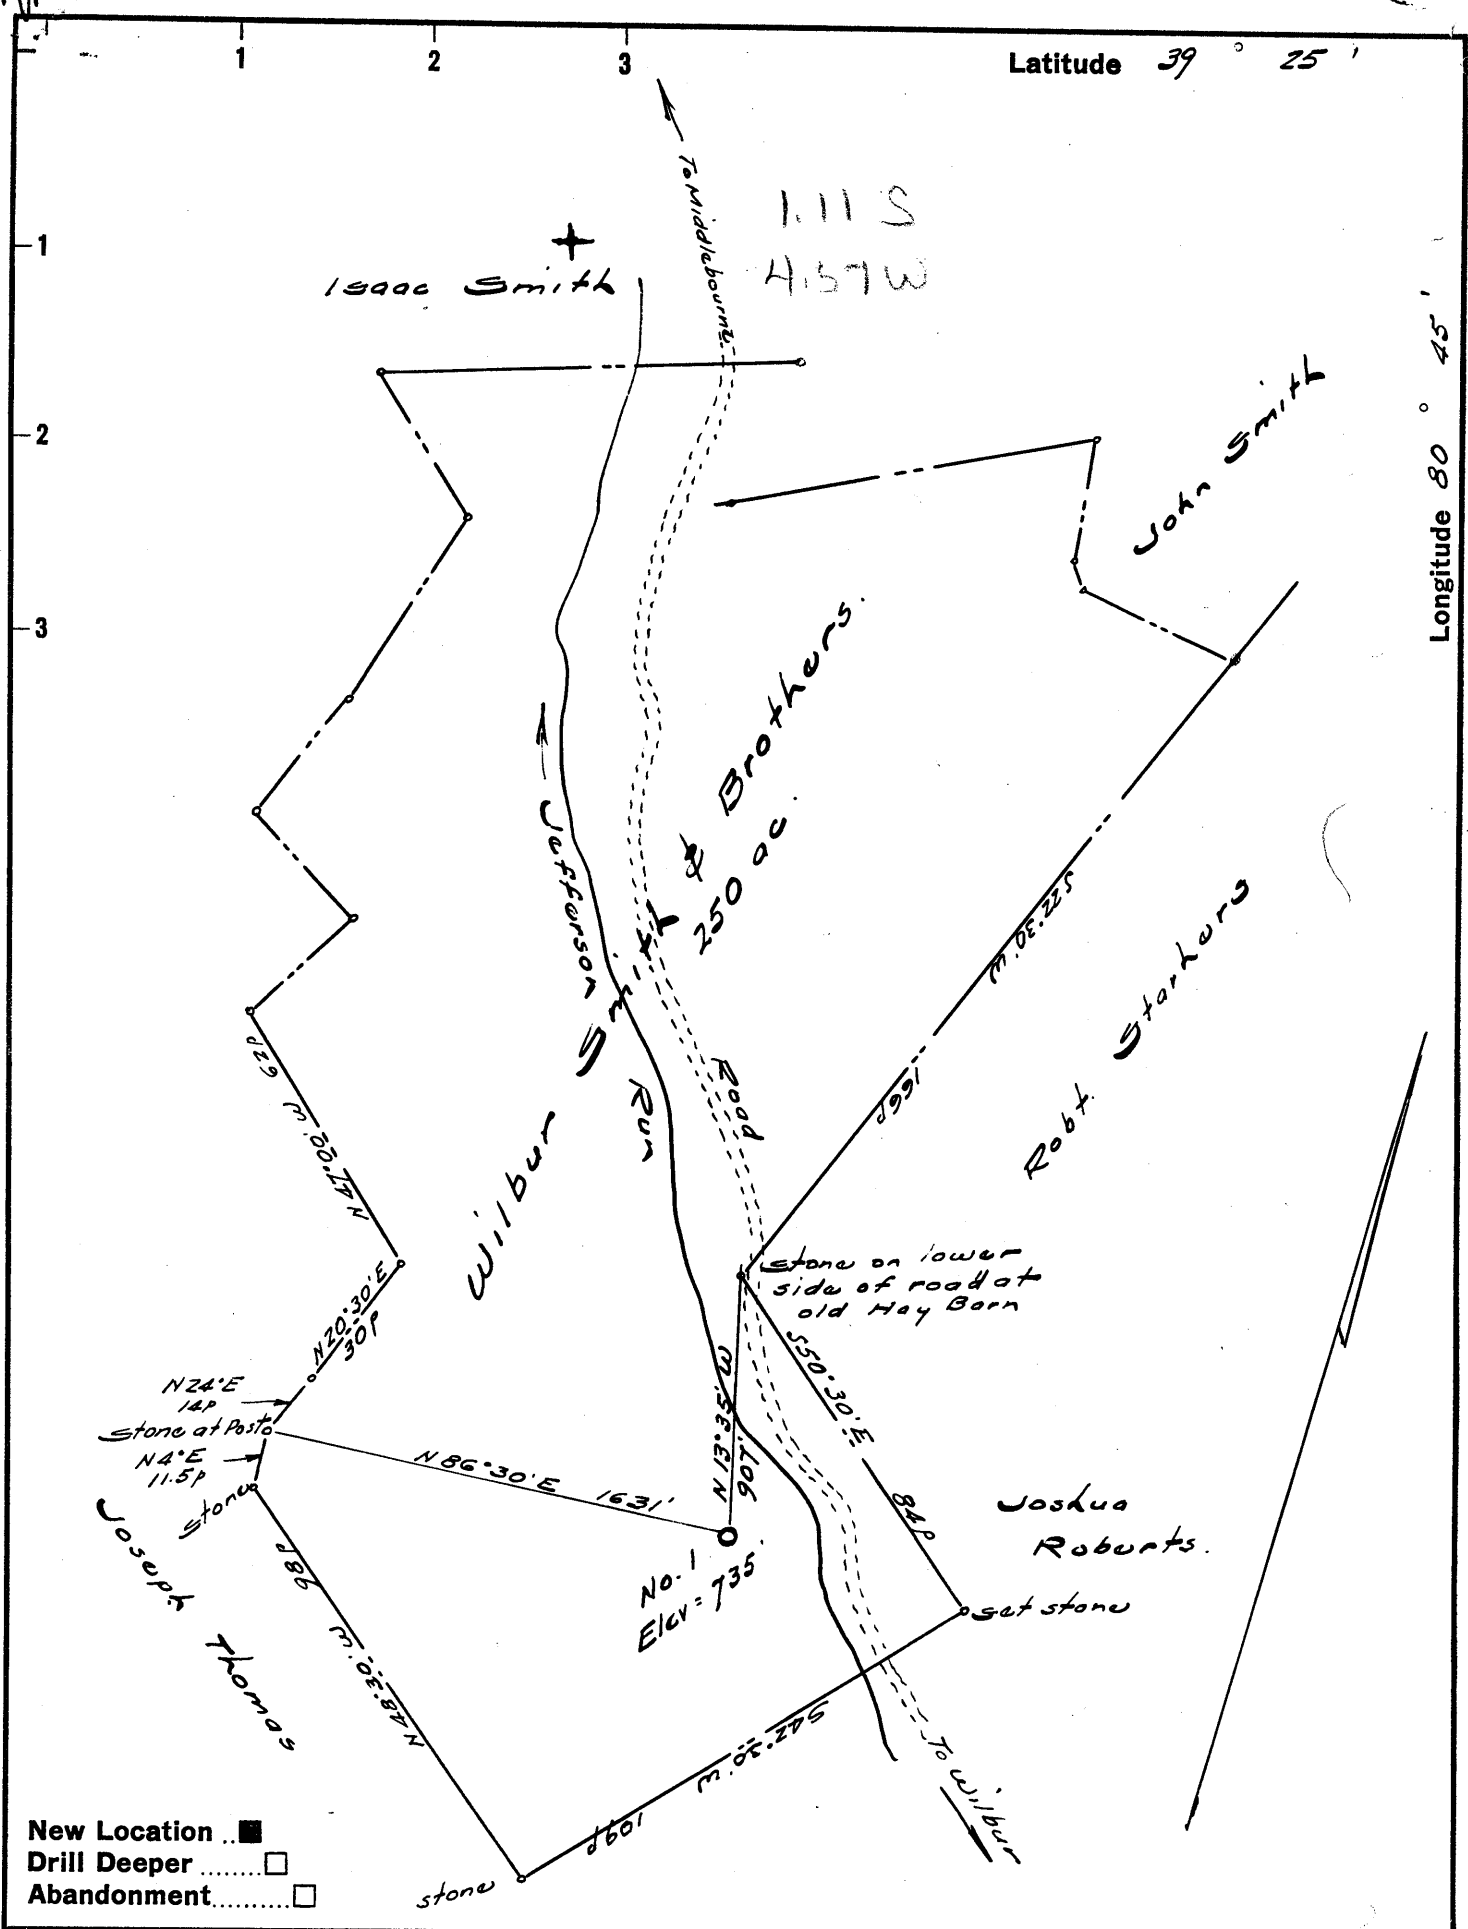 1 2 3
Latitude 39 ° 25 '
Longitude 80 ° 45 '
1
2
3
To Middlebourne
1.11 S
4.57 W
Isaac Smith
John Smith
Wilbur Smith & Brothers.
250 ac.
Jefferson Run
Road
S22°30'W
166P
Robt. Starkers
N 47°00' W 62P
N20°30'E
30P
N24°E
14P
Stone at Post
N4°E
11.5P
stone
N 86°30'E 1631'
N 13°35' W
906'
stone on lower
side of road at
old Hay Barn
S50°30'E
84P
Joshua
Roberts.
set stone
No. 1
Elev = 735'
Joseph Thomas
N48°30'W 98P
S42°30'W
109P
To Wilbur
stone
New Location ..■
Drill Deeper ........□
Abandonment..........□